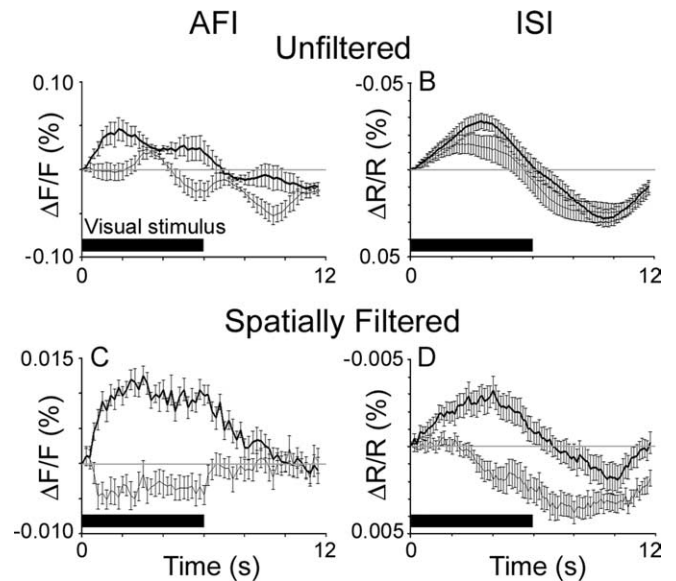 AFI ISI
Unfiltered
0.10 -0.05 B
ΔF/F (%) ΔR/R (%)
Visual stimulus
-0.10 0.05
0 12 0 12
Spatially Filtered
0.015 C -0.005 D
ΔF/F (%) ΔR/R (%)
-0.010 0.005
0 12 0 12
Time (s) Time (s)